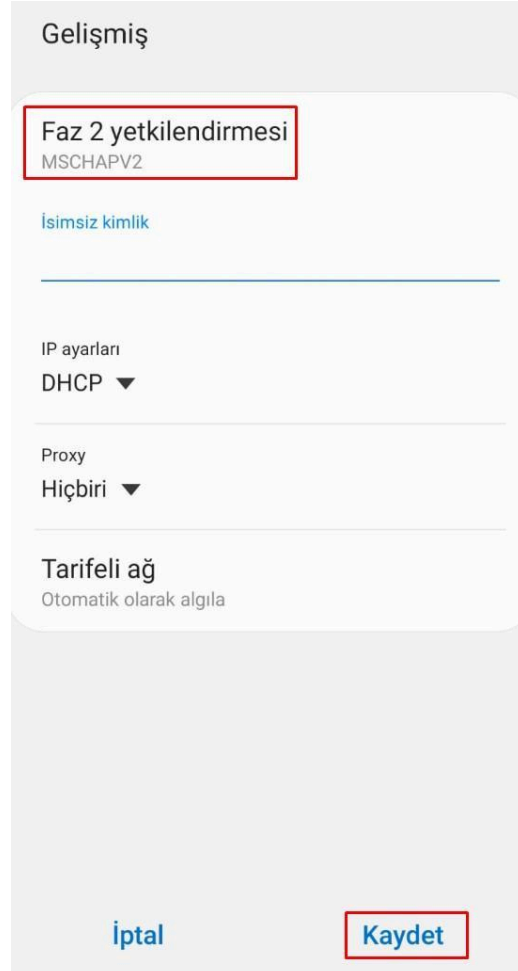 Gelişmiş
Faz 2 yetkilendirmesi
MSCHAPV2
İsimsiz kimlik
IP ayarları
DHCP
Proxy
Hiçbiri
Tarifeli ağ
Otomatik olarak algıla
İptal
Kaydet